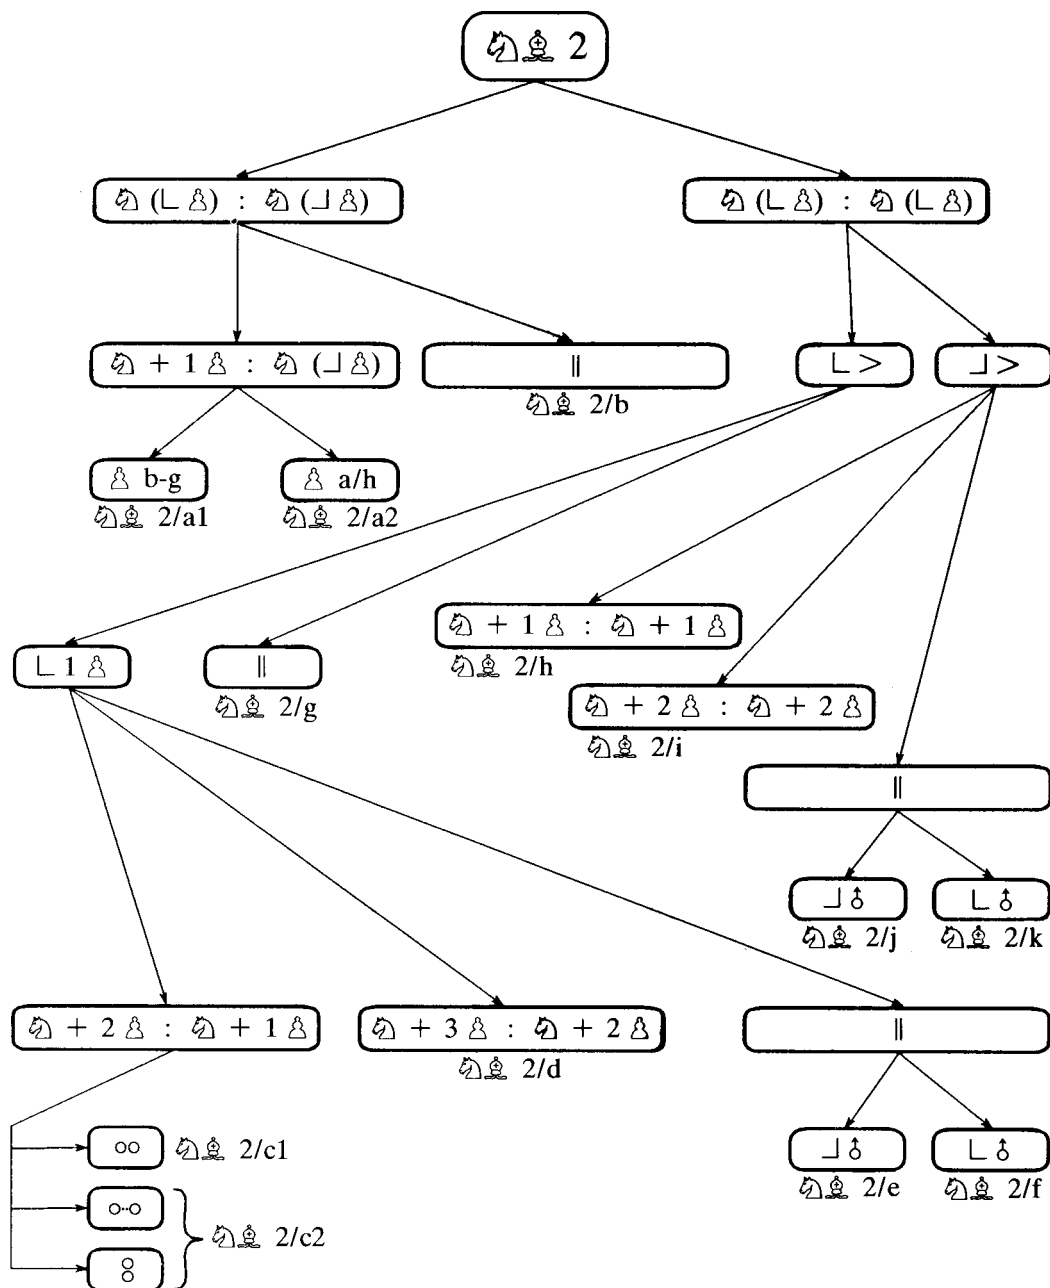 ♘♗ 2
♘ (∟ ♙) : ♘ (⅃ ♙)
♘ (∟ ♙) : ♘ (∟ ♙)
♘ + 1 ♙ : ♘ (⅃ ♙)
||
∟ >
⅃ >
♘♗ 2/b
♙ b-g
♙ a/h
♘♗ 2/a1
♘♗ 2/a2
♘ + 1 ♙ : ♘ + 1 ♙
♘♗ 2/h
∟ 1 ♙
||
♘♗ 2/g
♘ + 2 ♙ : ♘ + 2 ♙
♘♗ 2/i
||
⅃ ♁
∟ ♁
♘♗ 2/j
♘♗ 2/k
♘ + 2 ♙ : ♘ + 1 ♙
♘ + 3 ♙ : ♘ + 2 ♙
||
♘♗ 2/d
○○
♘♗ 2/c1
⅃ ♁
∟ ♁
♘♗ 2/e
♘♗ 2/f
○··○
♘♗ 2/c2
8